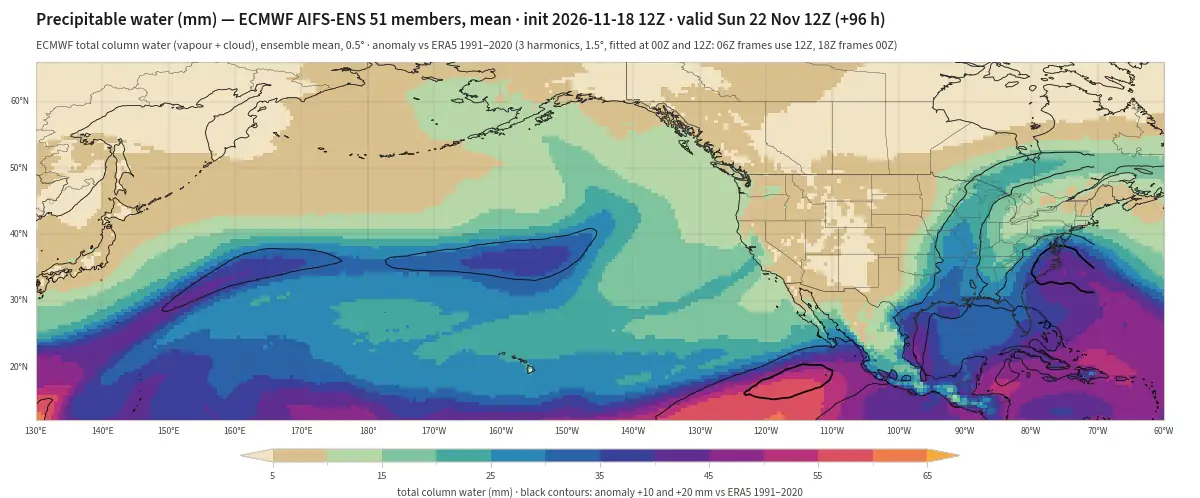 Precipitable water (mm) — ECMWF AIFS-ENS 51 members, mean · init 2026-11-18 12Z · valid Sun 22 Nov 12Z (+96 h)
ECMWF total column water (vapour + cloud), ensemble mean, 0.5° · anomaly vs ERA5 1991–2020 (3 harmonics, 1.5°, fitted at 00Z and 12Z: 06Z frames use 12Z, 18Z frames 00Z)
60°N
50°N
40°N
30°N
20°N
130°E 140°E 150°E 160°E 170°E 180° 170°W 160°W 150°W 140°W 130°W 120°W 110°W 100°W 90°W 80°W 70°W 60°W
5 15 25 35 45 55 65
total column water (mm) · black contours: anomaly +10 and +20 mm vs ERA5 1991–2020